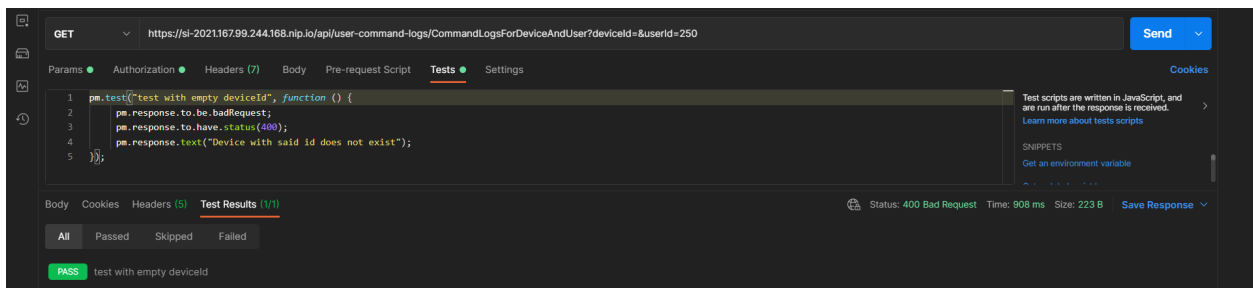 GET https://si-2021.167.99.244.168.nip.io/api/user-command-logs/CommandLogsForDeviceAndUser?deviceId=&userId=250 Send
Params Authorization Headers (7) Body Pre-request Script Tests Settings Cookies
1 pm.test("test with empty deviceId", function () {
2 pm.response.to.be.badRequest;
3 pm.response.to.have.status(400);
4 pm.response.text("Device with said id does not exist");
5 });
Test scripts are written in JavaScript, and
are run after the response is received.
Learn more about tests scripts
SNIPPETS
Get an environment variable
Body Cookies Headers (5) Test Results (1/1) Status: 400 Bad Request Time: 908 ms Size: 223 B Save Response
All Passed Skipped Failed
PASS test with empty deviceId